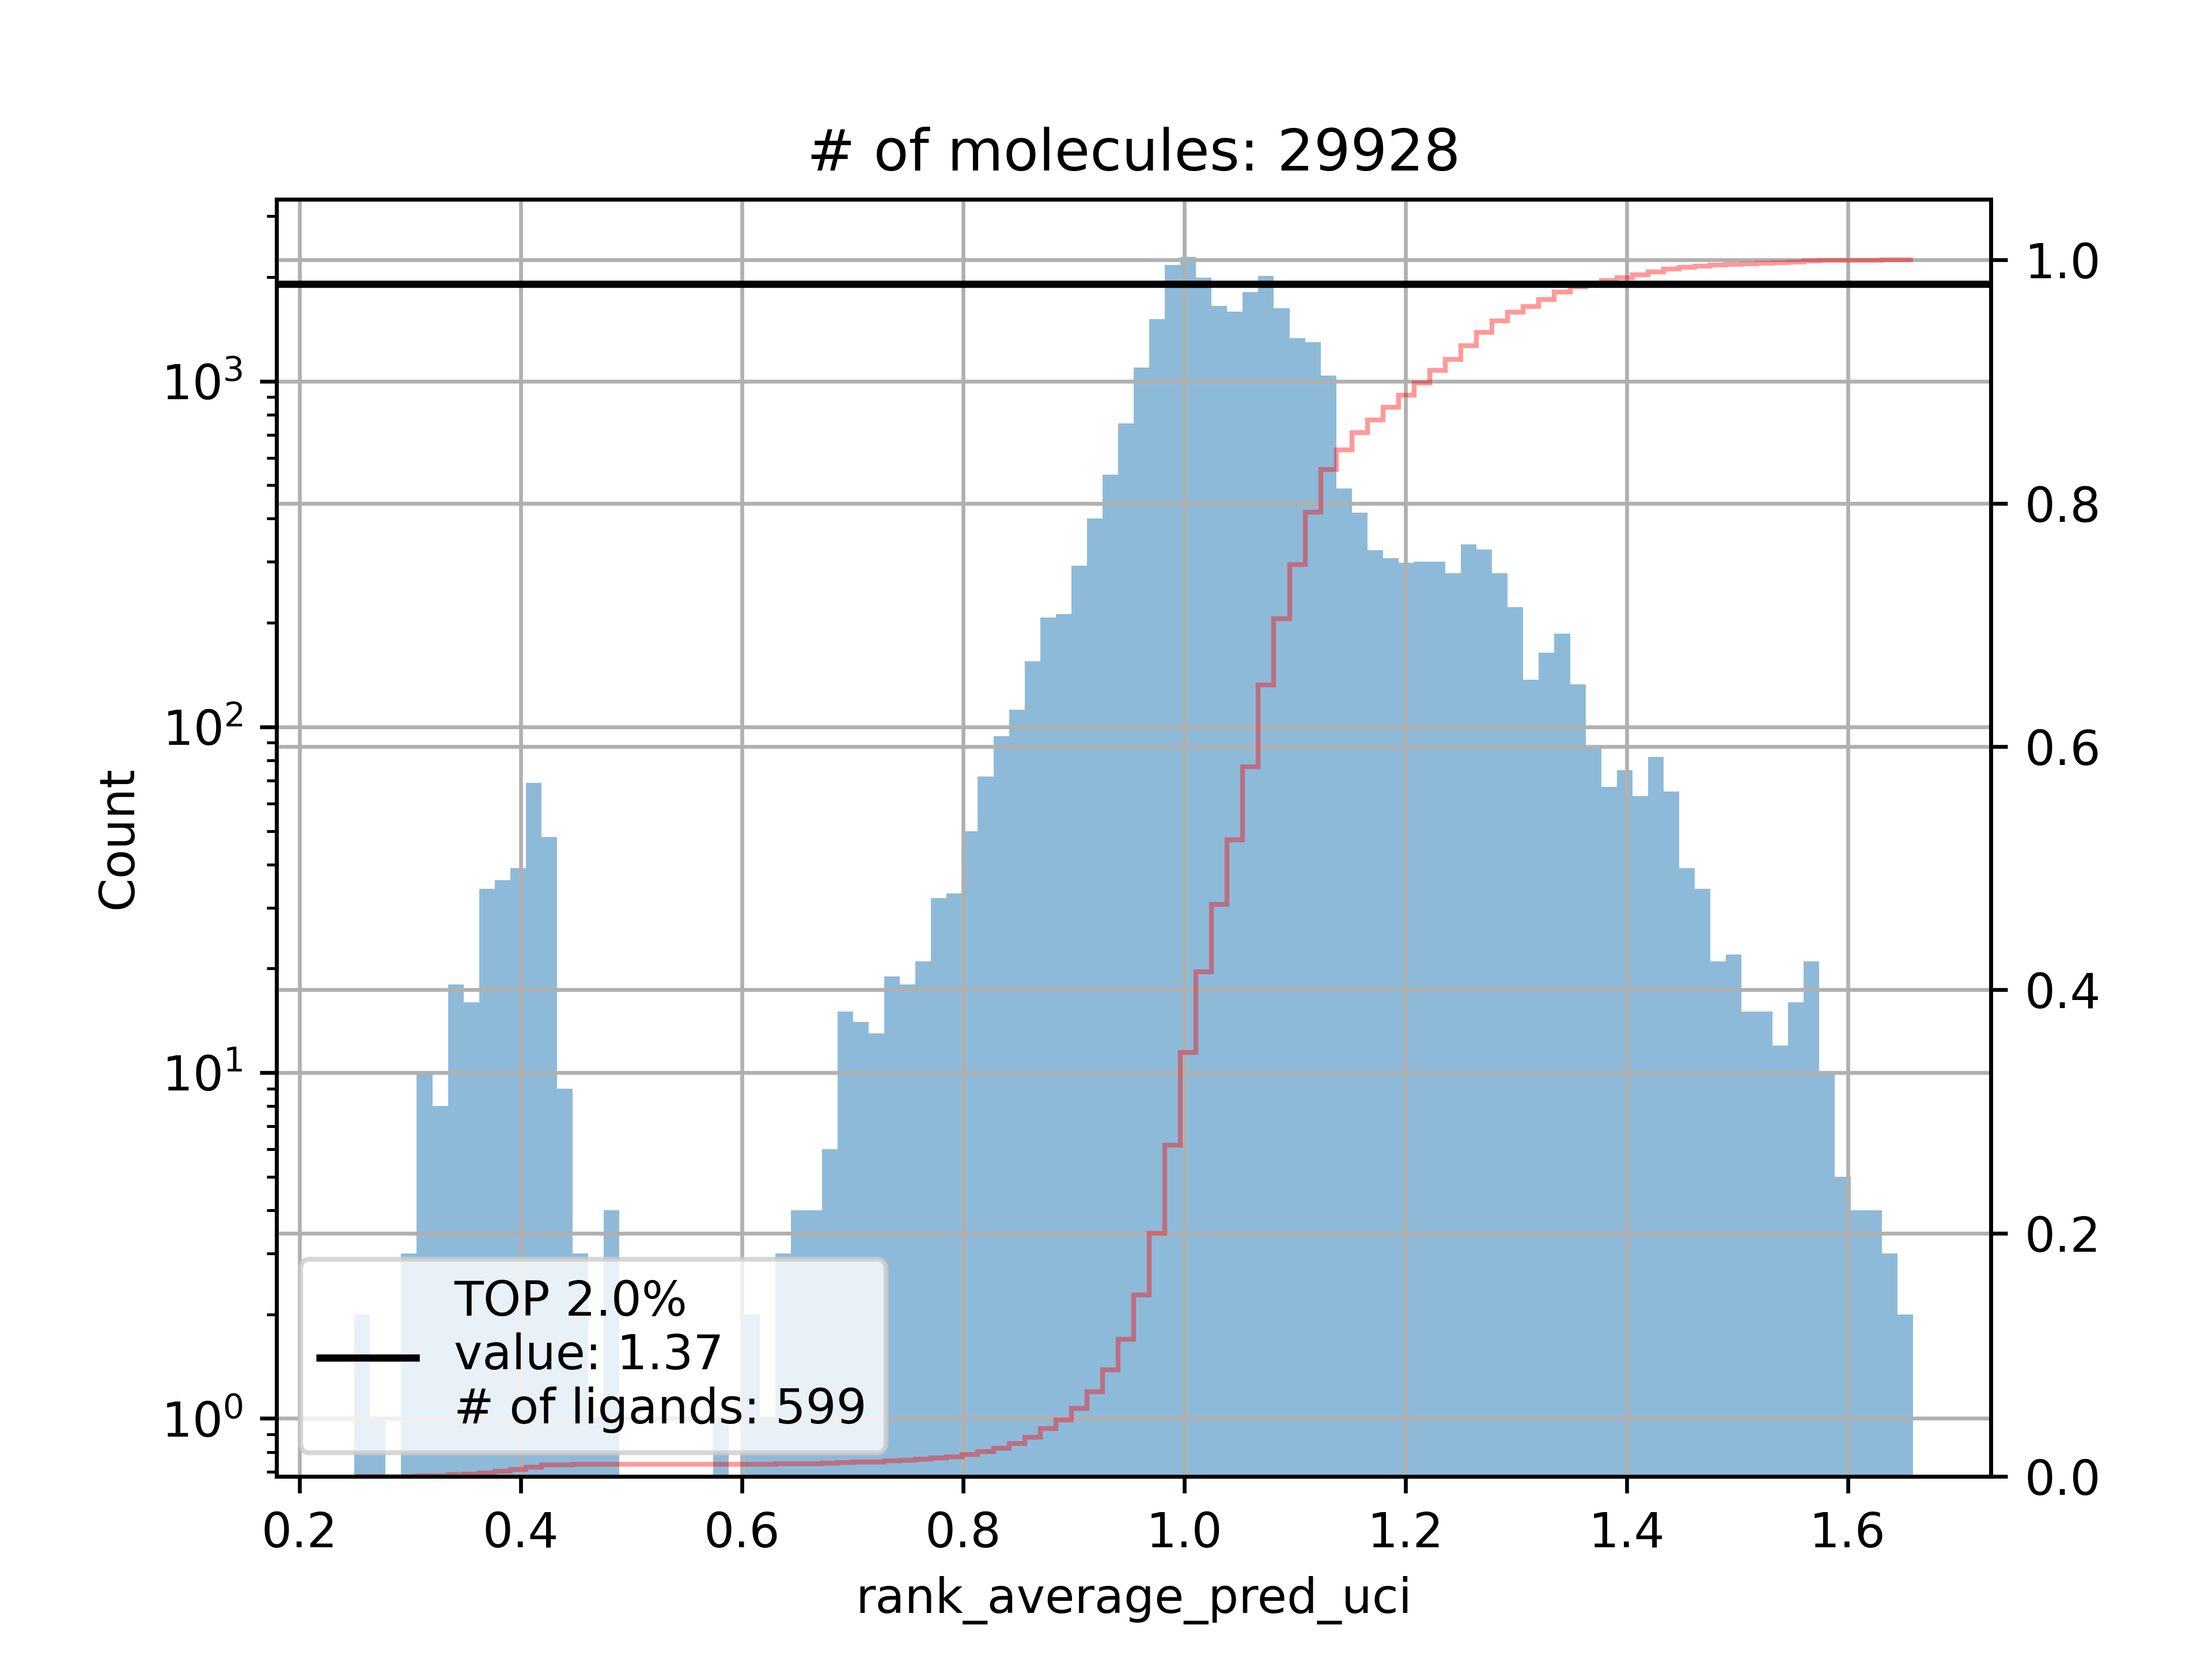 # of molecules: 29928
10³
10²
10¹
10⁰
Count
1.0
0.8
0.6
0.4
0.2
0.0
TOP 2.0%
value: 1.37
# of ligands: 599
0.2 0.4 0.6 0.8 1.0 1.2 1.4 1.6
rank_average_pred_uci